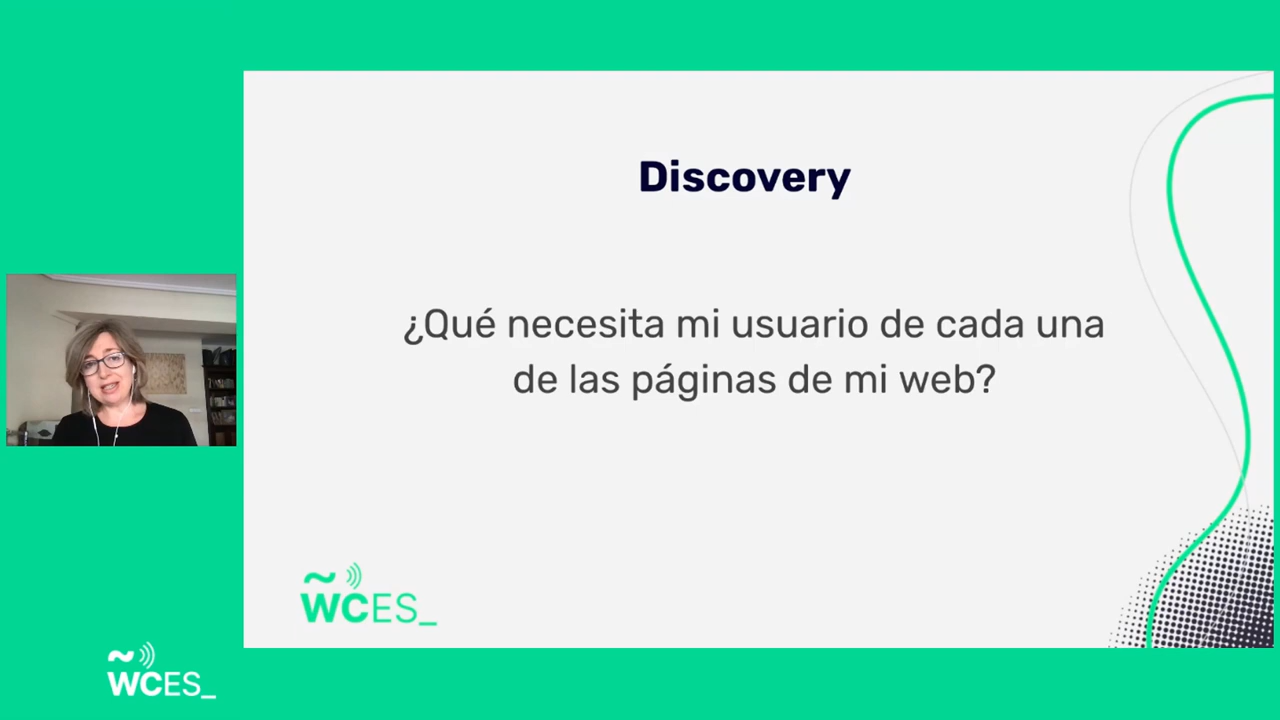 Discovery
¿Qué necesita mi usuario de cada una
de las páginas de mi web?
WCES_
WCES_